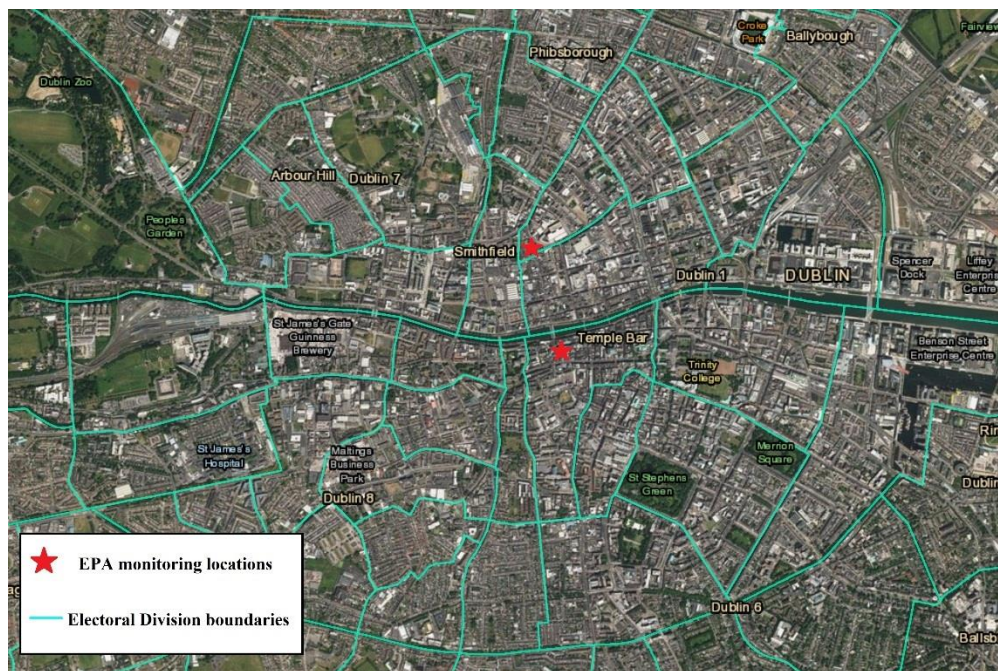 Croke
Park
Ballybough
Fairview
Phibsborough
Dublin Zoo
Arbour Hill
Dublin 7
Peoples
Garden
Smithfield
Dublin 1
DUBLIN
Spencer
Dock
Liffey
Enterprise
Centre
St James's Gate
Guinness
Brewery
Temple Bar
Benson Street
Enterprise Centre
Trinity
College
St James's
Hospital
Maltings
Business
Park
Merrion
Square
St Stephens
Green
Dublin 8
Dublin
Dublin 6
EPA monitoring locations
Electoral Division boundaries